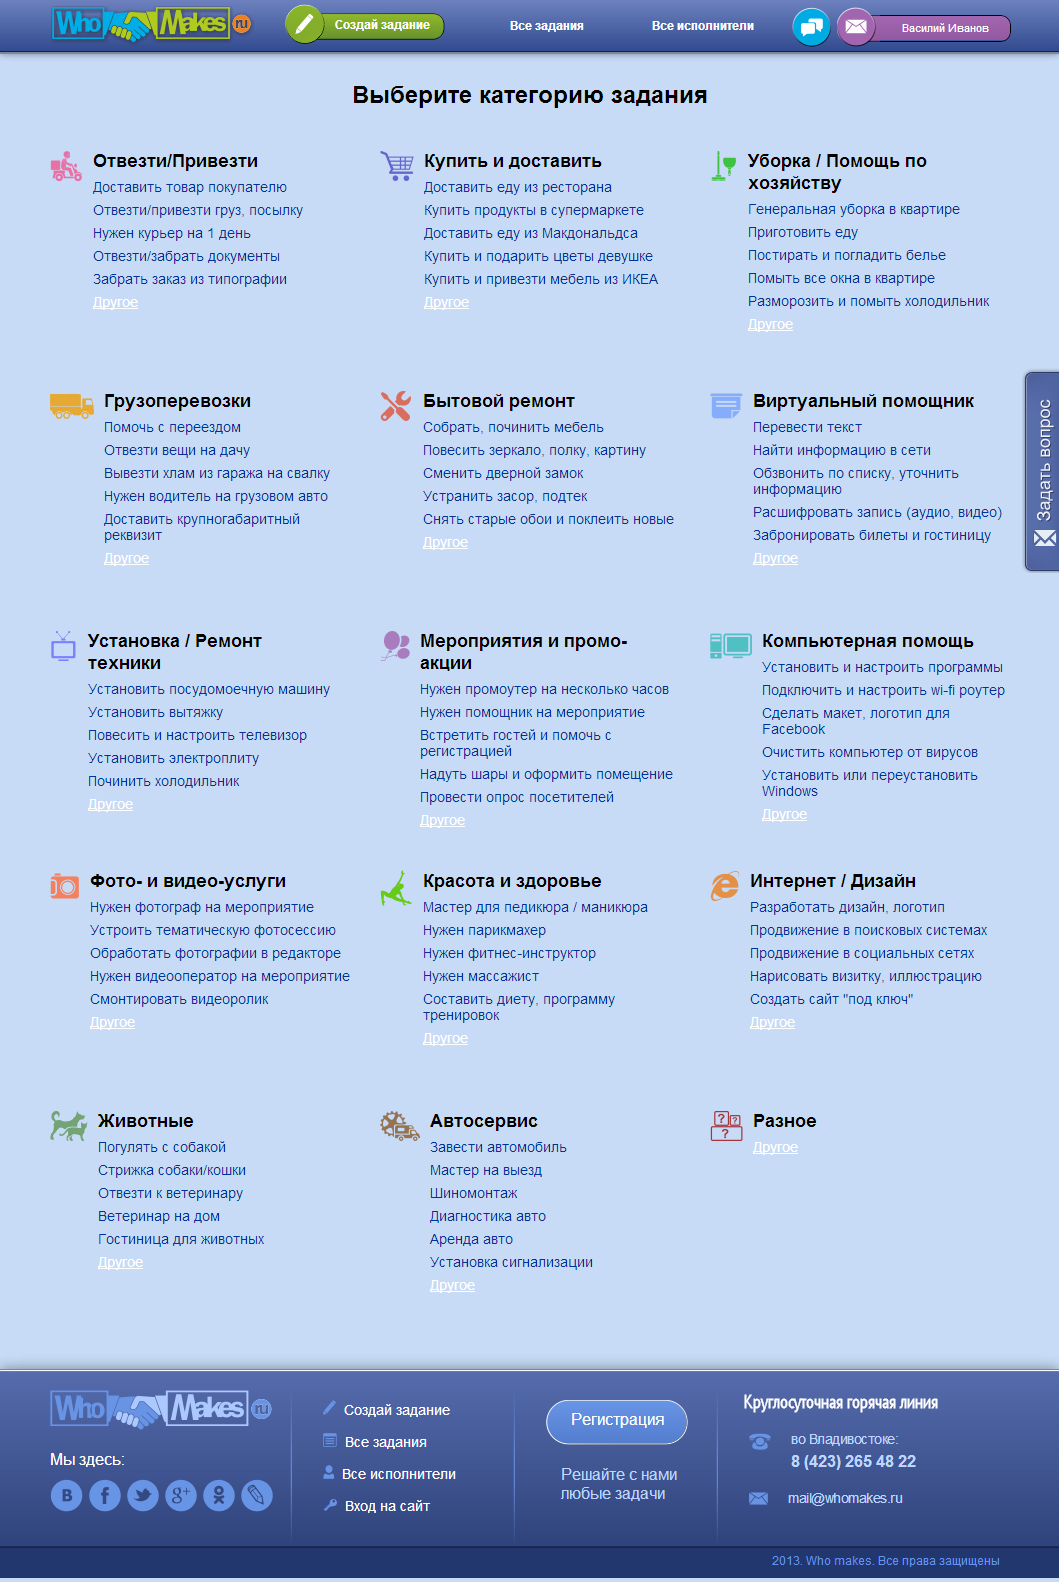 Who Makes ru
Создай задание
Все задания
Все исполнители
Василий Иванов
Выберите категорию задания
Отвезти/Привезти
Доставить товар покупателю
Отвезти/привезти груз, посылку
Нужен курьер на 1 день
Отвезти/забрать документы
Забрать заказ из типографии
Другое
Купить и доставить
Доставить еду из ресторана
Купить продукты в супермаркете
Доставить еду из Макдональдса
Купить и подарить цветы девушке
Купить и привезти мебель из ИКЕА
Другое
Уборка / Помощь по
хозяйству
Генеральная уборка в квартире
Приготовить еду
Постирать и погладить белье
Помыть все окна в квартире
Разморозить и помыть холодильник
Другое
Грузоперевозки
Помочь с переездом
Отвезти вещи на дачу
Вывезти хлам из гаража на свалку
Нужен водитель на грузовом авто
Доставить крупногабаритный
реквизит
Другое
Бытовой ремонт
Собрать, починить мебель
Повесить зеркало, полку, картину
Сменить дверной замок
Устранить засор, подтек
Снять старые обои и поклеить новые
Другое
Виртуальный помощник
Перевести текст
Найти информацию в сети
Обзвонить по списку, уточнить
информацию
Расшифровать запись (аудио, видео)
Забронировать билеты и гостиницу
Другое
Задать вопрос
Установка / Ремонт
техники
Установить посудомоечную машину
Установить вытяжку
Повесить и настроить телевизор
Установить электроплиту
Починить холодильник
Другое
Мероприятия и промо-
акции
Нужен промоутер на несколько часов
Нужен помощник на мероприятие
Встретить гостей и помочь с
регистрацией
Надуть шары и оформить помещение
Провести опрос посетителей
Другое
Компьютерная помощь
Установить и настроить программы
Подключить и настроить wi-fi роутер
Сделать макет, логотип для
Facebook
Очистить компьютер от вирусов
Установить или переустановить
Windows
Другое
Фото- и видео-услуги
Нужен фотограф на мероприятие
Устроить тематическую фотосессию
Обработать фотографии в редакторе
Нужен видеооператор на мероприятие
Смонтировать видеоролик
Другое
Красота и здоровье
Мастер для педикюра / маникюра
Нужен парикмахер
Нужен фитнес-инструктор
Нужен массажист
Составить диету, программу
тренировок
Другое
Интернет / Дизайн
Разработать дизайн, логотип
Продвижение в поисковых системах
Продвижение в социальных сетях
Нарисовать визитку, иллюстрацию
Создать сайт "под ключ"
Другое
Животные
Погулять с собакой
Стрижка собаки/кошки
Отвезти к ветеринару
Ветеринар на дом
Гостиница для животных
Другое
Автосервис
Завести автомобиль
Мастер на выезд
Шиномонтаж
Диагностика авто
Аренда авто
Установка сигнализации
Другое
Разное
Другое
Who Makes ru
Мы здесь:
Создай задание
Все задания
Все исполнители
Вход на сайт
Регистрация
Решайте с нами
любые задачи
Круглосуточная горячая линия
во Владивостоке:
8 (423) 265 48 22
mail@whomakes.ru
2013. Who makes. Все права защищены